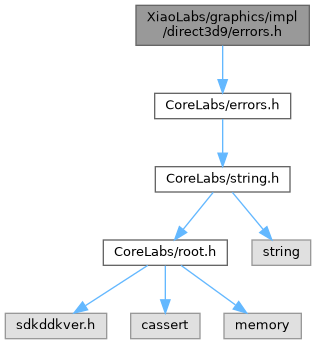 XiaoLabs/graphics/impl
/direct3d9/errors.h
CoreLabs/errors.h
CoreLabs/string.h
CoreLabs/root.h
string
sdkddkver.h
cassert
memory